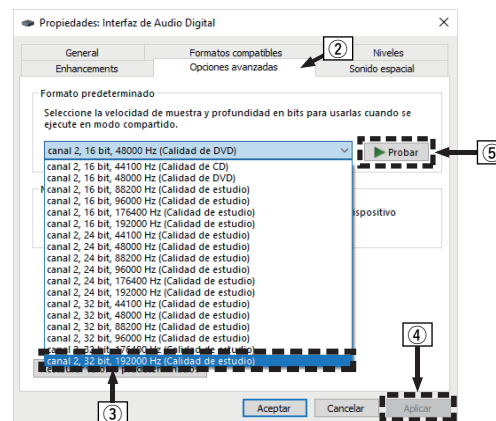 Propiedades: Interfaz de Audio Digital
General Formatos compatibles Niveles
②
Enhancements Opciones avanzadas Sonido espacial
Formato predeterminado
Seleccione la velocidad de muestra y profundidad en bits para usarlas cuando se
ejecute en modo compartido.
canal 2, 16 bit, 48000 Hz (Calidad de DVD) Probar
⑤
canal 2, 16 bit, 44100 Hz (Calidad de CD)
canal 2, 16 bit, 48000 Hz (Calidad de DVD)
canal 2, 16 bit, 88200 Hz (Calidad de estudio)
canal 2, 16 bit, 96000 Hz (Calidad de estudio)
canal 2, 16 bit, 176400 Hz (Calidad de estudio)
canal 2, 16 bit, 192000 Hz (Calidad de estudio) ispositivo
canal 2, 24 bit, 44100 Hz (Calidad de estudio)
canal 2, 24 bit, 48000 Hz (Calidad de estudio)
canal 2, 24 bit, 88200 Hz (Calidad de estudio)
canal 2, 24 bit, 96000 Hz (Calidad de estudio)
canal 2, 24 bit, 176400 Hz (Calidad de estudio)
canal 2, 24 bit, 192000 Hz (Calidad de estudio)
canal 2, 32 bit, 44100 Hz (Calidad de estudio)
canal 2, 32 bit, 48000 Hz (Calidad de estudio)
canal 2, 32 bit, 88200 Hz (Calidad de estudio)
canal 2, 32 bit, 96000 Hz (Calidad de estudio)
canal 2, 32 bit, 176400 Hz (Calidad de estudio)
canal 2, 32 bit, 192000 Hz (Calidad de estudio)
④
③
Aceptar Cancelar Aplicar